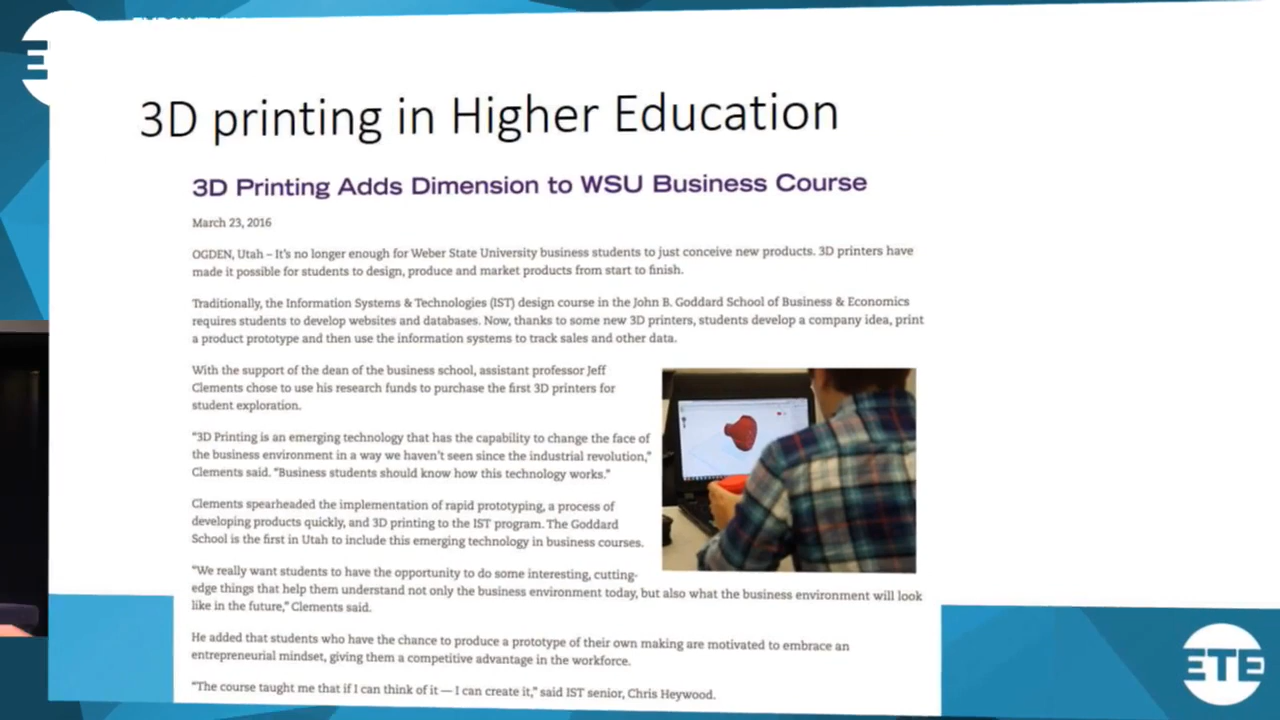 3D printing in Higher Education
3D Printing Adds Dimension to WSU Business Course
March 23, 2016
OGDEN, Utah – It's no longer enough for Weber State University business students to just conceive new products. 3D printers have
made it possible for students to design, produce and market products from start to finish.
Traditionally, the Information Systems & Technologies (IST) design course in the John B. Goddard School of Business & Economics
requires students to develop websites and databases. Now, thanks to some new 3D printers, students develop a company idea, print
a product prototype and then use the information systems to track sales and other data.
With the support of the dean of the business school, assistant professor Jeff
Clements chose to use his research funds to purchase the first 3D printers for
student exploration.
"3D Printing is an emerging technology that has the capability to change the face of
the business environment in a way we haven't seen since the industrial revolution,"
Clements said. "Business students should know how this technology works."
Clements spearheaded the implementation of rapid prototyping, a process of
developing products quickly, and 3D printing to the IST program. The Goddard
School is the first in Utah to include this emerging technology in business courses.
"We really want students to have the opportunity to do some interesting, cutting-
edge things that help them understand not only the business environment today, but also what the business environment will look
like in the future," Clements said.
He added that students who have the chance to produce a prototype of their own making are motivated to embrace an
entrepreneurial mindset, giving them a competitive advantage in the workforce.
"The course taught me that if I can think of it — I can create it," said IST senior, Chris Heywood.
ETE